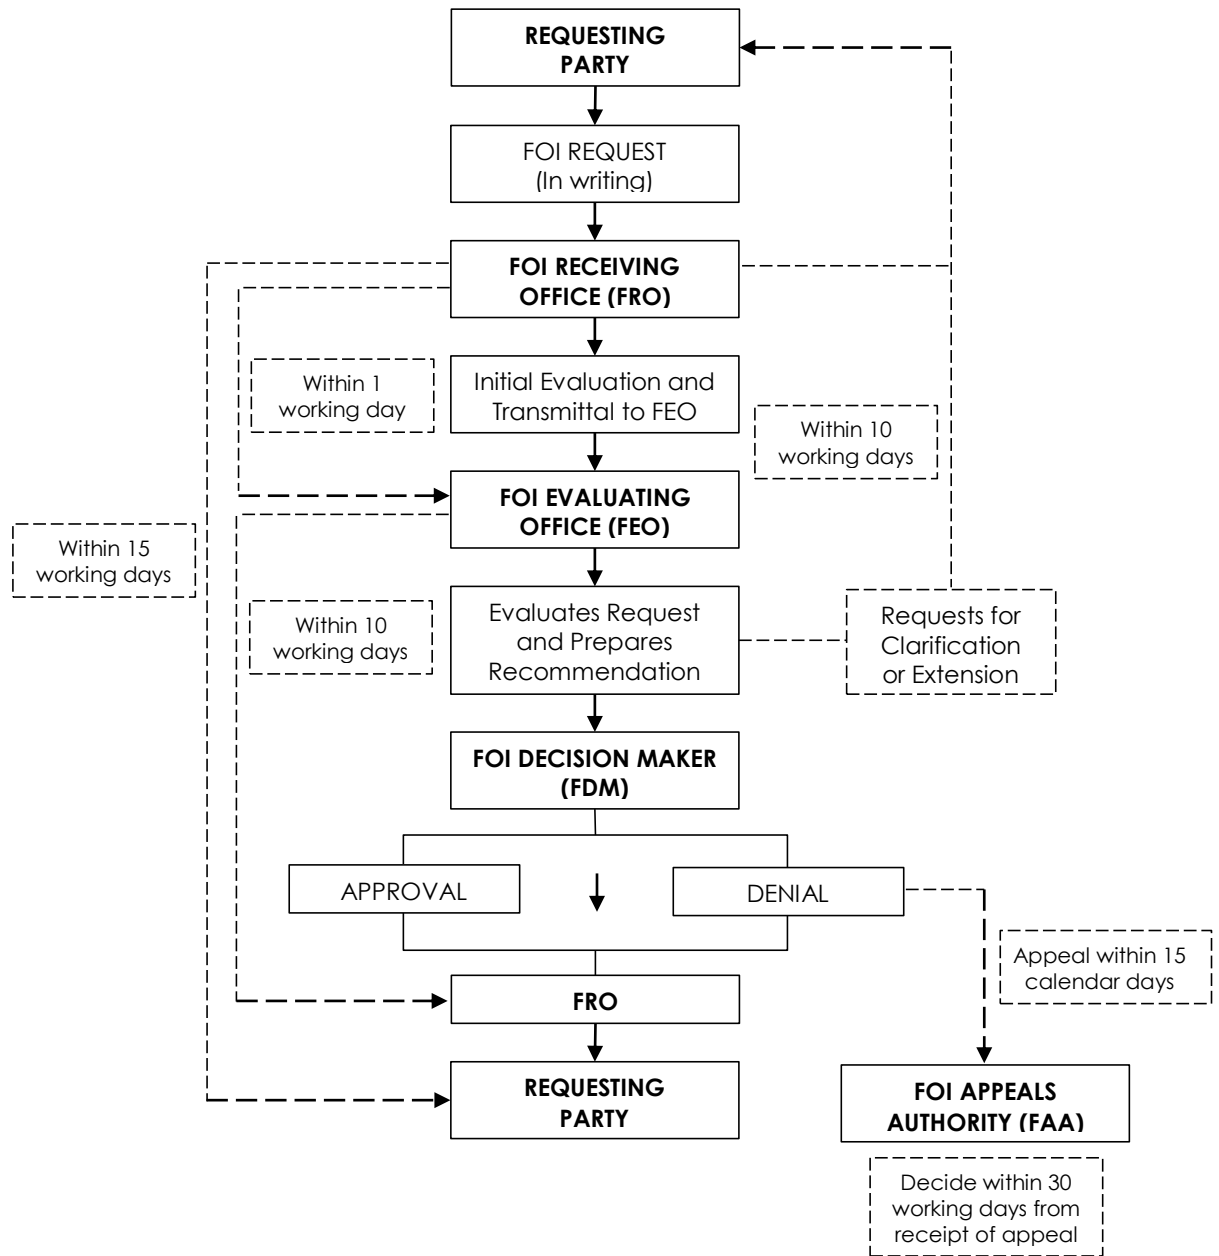 REQUESTING
PARTY
FOI REQUEST
(In writing)
FOI RECEIVING
OFFICE (FRO)
Within 1
working day
Initial Evaluation and
Transmittal to FEO
Within 10
working days
FOI EVALUATING
OFFICE (FEO)
Within 15
working days
Within 10
working days
Evaluates Request
and Prepares
Recommendation
Requests for
Clarification
or Extension
FOI DECISION MAKER
(FDM)
APPROVAL
DENIAL
Appeal within 15
calendar days
FRO
REQUESTING
PARTY
FOI APPEALS
AUTHORITY (FAA)
Decide within 30
working days from
receipt of appeal